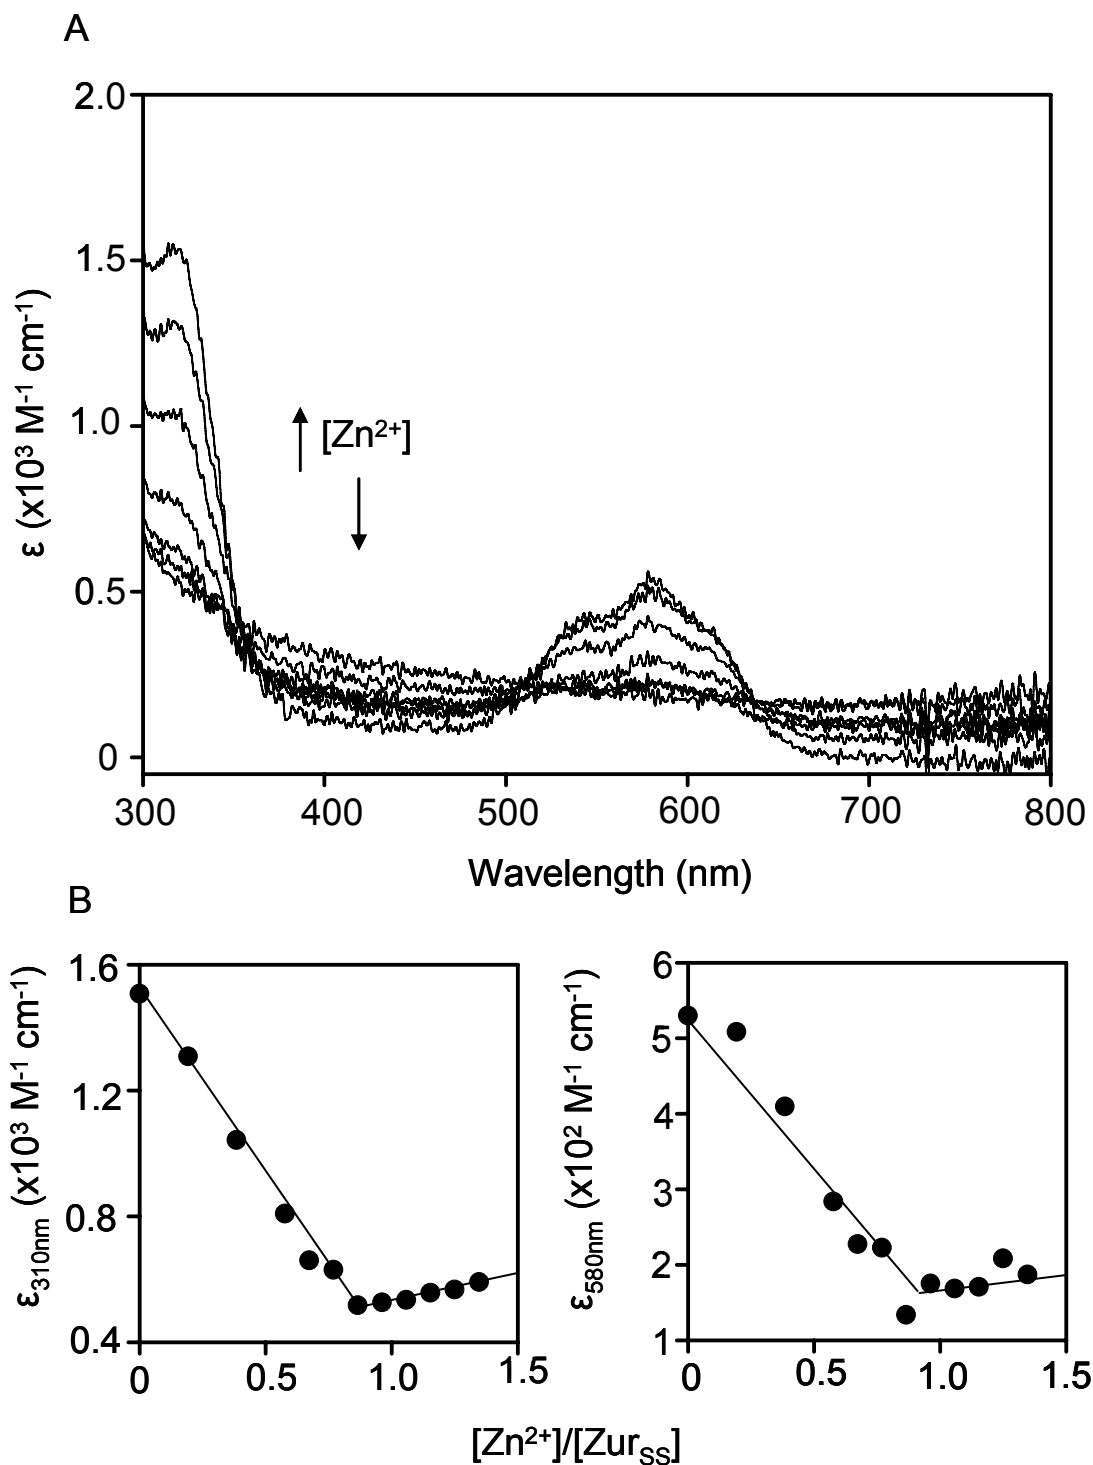 A
2.0
1.5
1.0
0.5
0
ε (x10³ M⁻¹ cm⁻¹)
[Zn²⁺]
300 400 500 600 700 800
Wavelength (nm)
B
1.6
1.2
0.8
0.4
ε310nm (x10³ M⁻¹ cm⁻¹)
0 0.5 1.0 1.5
6
5
4
3
2
1
ε580nm (x10² M⁻¹ cm⁻¹)
0 0.5 1.0 1.5
[Zn²⁺]/[ZurSS]